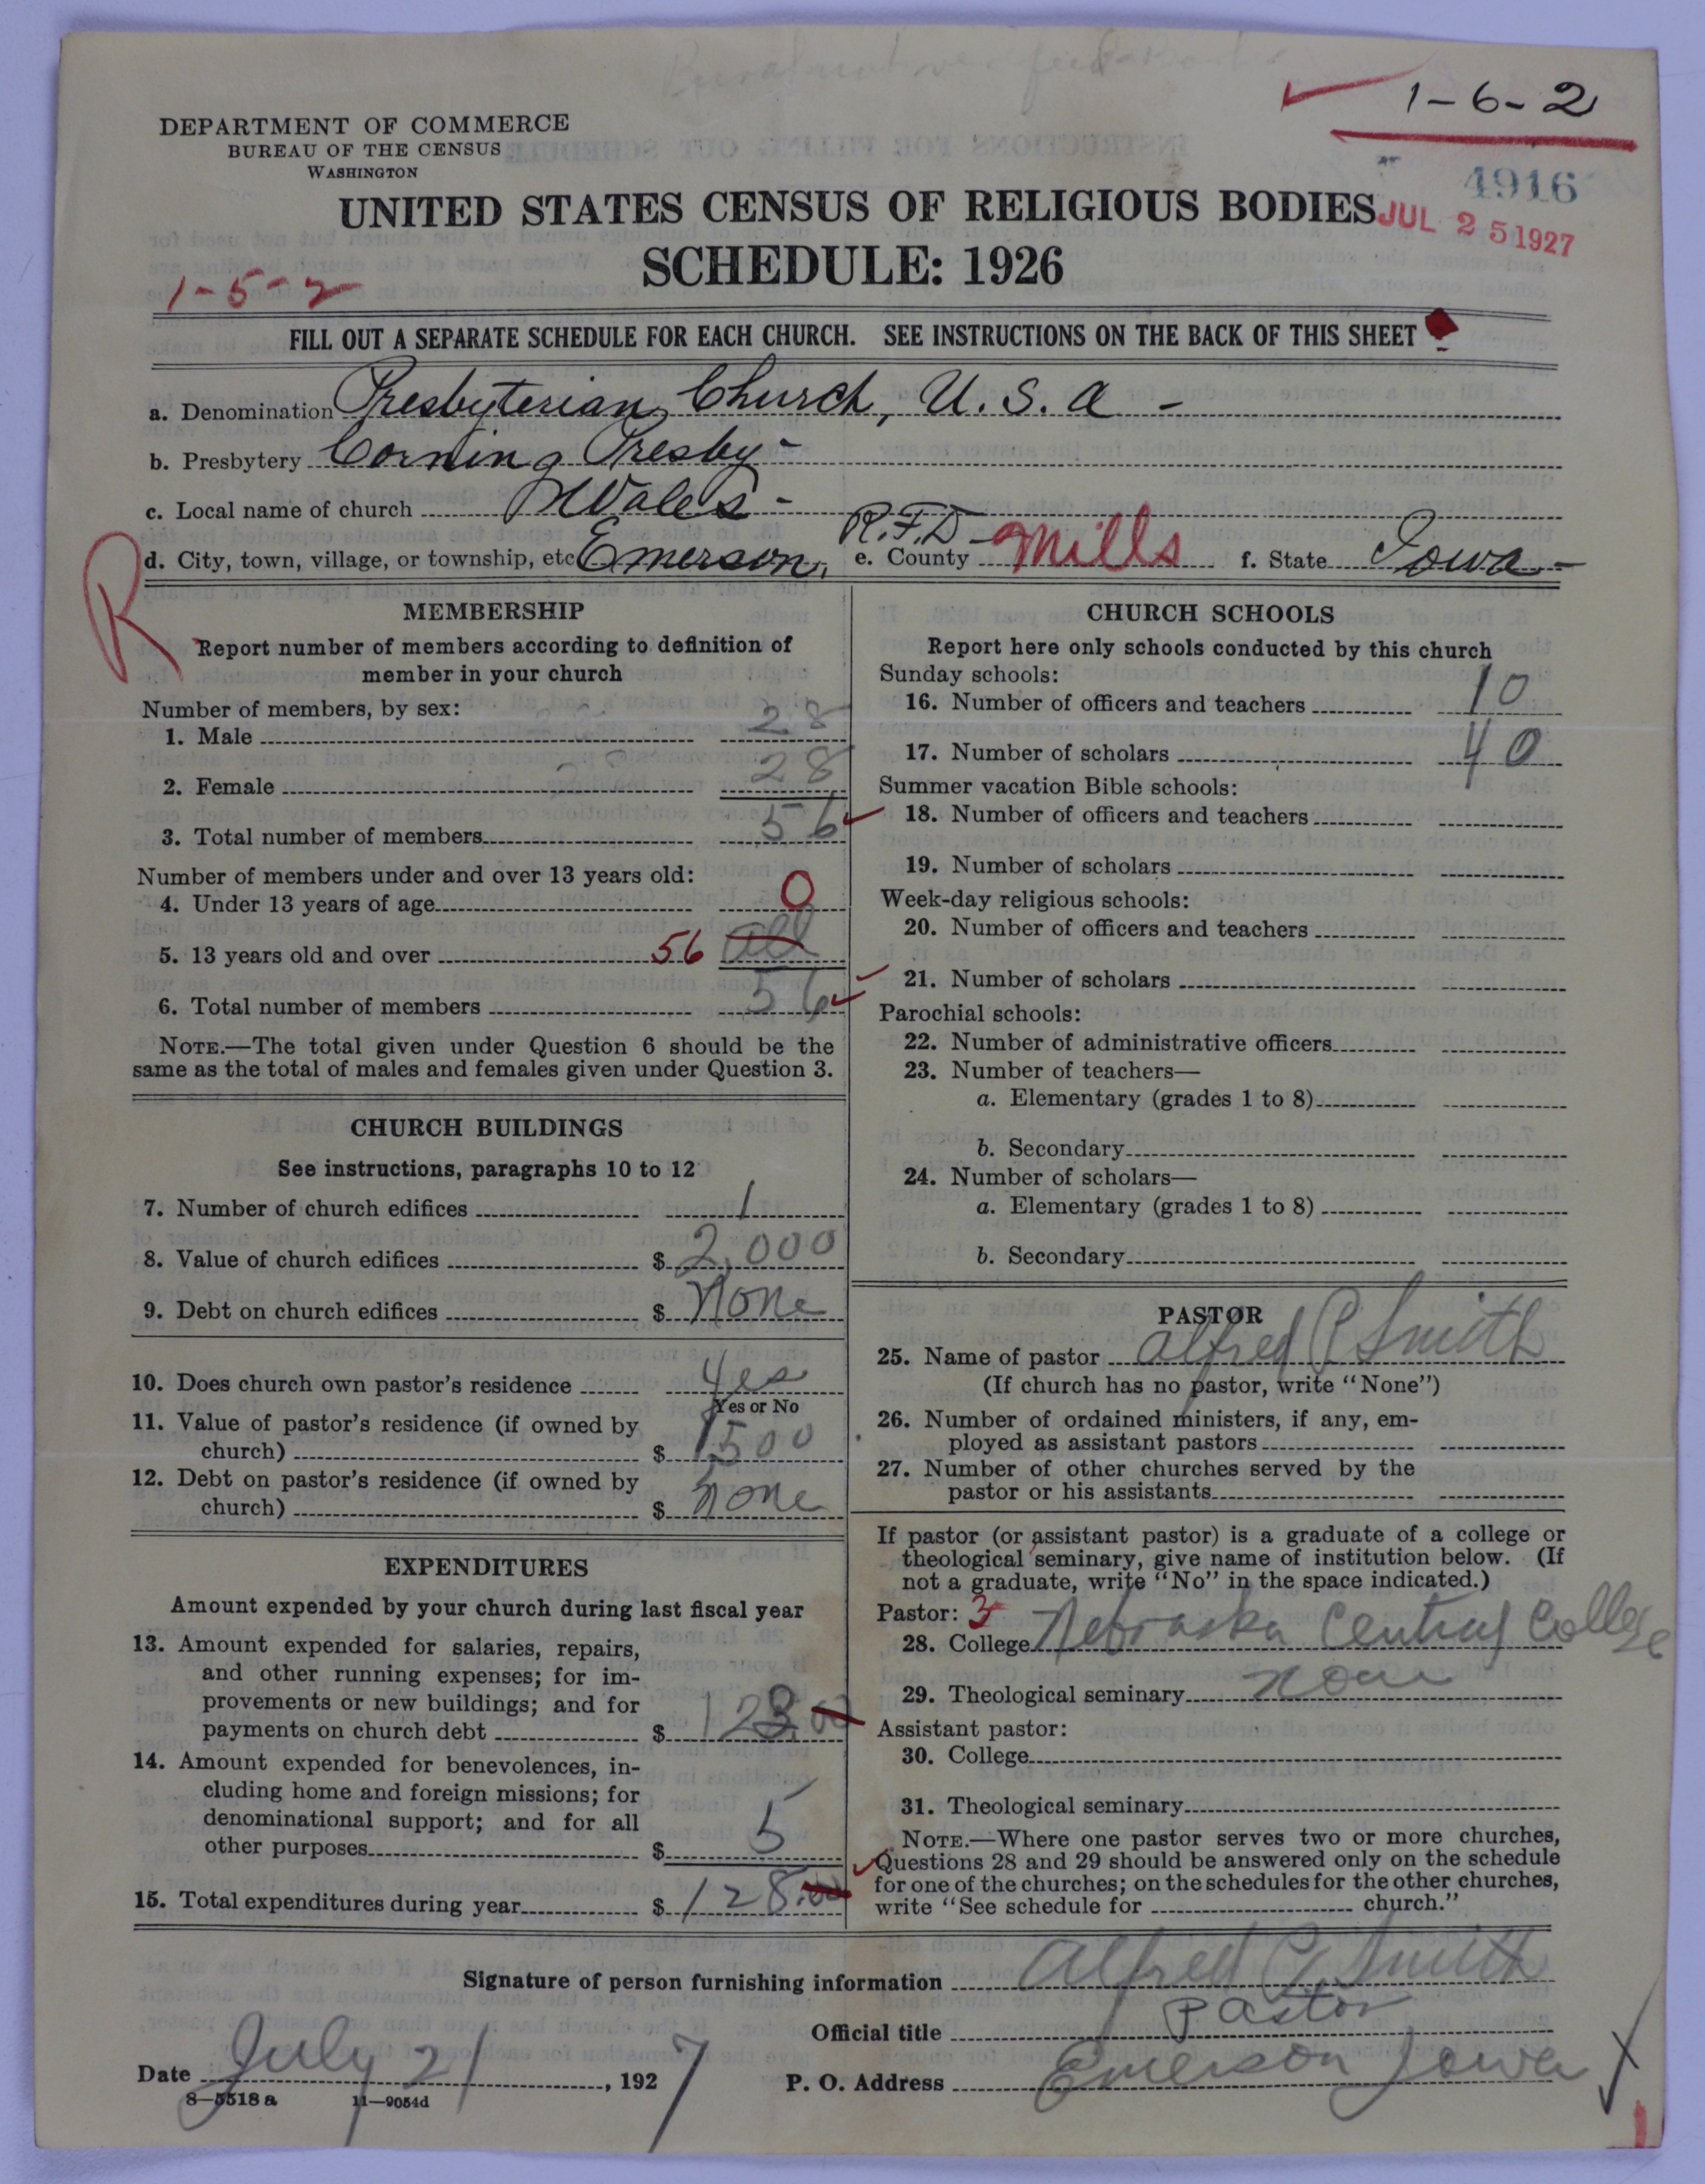 1-6-2
DEPARTMENT OF COMMERCE
BUREAU OF THE CENSUS
WASHINGTON
4916
UNITED STATES CENSUS OF RELIGIOUS BODIES
JUL 25 1927
SCHEDULE: 1926
1-5-2
FILL OUT A SEPARATE SCHEDULE FOR EACH CHURCH. SEE INSTRUCTIONS ON THE BACK OF THIS SHEET
a. Denomination Presbyterian Church, U. S. A -
b. Presbytery Corning Presby -
c. Local name of church Wales -
R.F.D -
R
d. City, town, village, or township, etc Emerson, e. County Mills f. State Iowa -
MEMBERSHIP
Report number of members according to definition of
member in your church
Number of members, by sex:
1. Male 28
2. Female 28
3. Total number of members 56
Number of members under and over 13 years old:
4. Under 13 years of age 0
5. 13 years old and over 56 all
6. Total number of members 56
NOTE.—The total given under Question 6 should be the
same as the total of males and females given under Question 3.
CHURCH BUILDINGS
See instructions, paragraphs 10 to 12
7. Number of church edifices 1
8. Value of church edifices $ 2,000
9. Debt on church edifices $ None
10. Does church own pastor's residence Yes
Yes or No
11. Value of pastor's residence (if owned by
church) $ 1500
12. Debt on pastor's residence (if owned by
church) $ none
EXPENDITURES
Amount expended by your church during last fiscal year
13. Amount expended for salaries, repairs,
and other running expenses; for im-
provements or new buildings; and for
payments on church debt $ 123.00
14. Amount expended for benevolences, in-
cluding home and foreign missions; for
denominational support; and for all
other purposes $ 5
15. Total expenditures during year $ 128.00
CHURCH SCHOOLS
Report here only schools conducted by this church
Sunday schools:
16. Number of officers and teachers 10
17. Number of scholars 40
Summer vacation Bible schools:
18. Number of officers and teachers
19. Number of scholars
Week-day religious schools:
20. Number of officers and teachers
21. Number of scholars
Parochial schools:
22. Number of administrative officers
23. Number of teachers—
a. Elementary (grades 1 to 8)
b. Secondary
24. Number of scholars—
a. Elementary (grades 1 to 8)
b. Secondary
PASTOR
25. Name of pastor Alfred C Smith
(If church has no pastor, write "None")
26. Number of ordained ministers, if any, em-
ployed as assistant pastors
27. Number of other churches served by the
pastor or his assistants
If pastor (or assistant pastor) is a graduate of a college or
theological seminary, give name of institution below. (If
not a graduate, write "No" in the space indicated.)
Pastor: 3
28. College Nebraska Central College
29. Theological seminary none
Assistant pastor:
30. College
31. Theological seminary
NOTE.—Where one pastor serves two or more churches,
Questions 28 and 29 should be answered only on the schedule
for one of the churches; on the schedules for the other churches,
write "See schedule for church."
Signature of person furnishing information Alfred C Smith
Official title Pastor
Date July 21, 1927 P. O. Address Emerson Iowa
8-5518 a 11-9054d